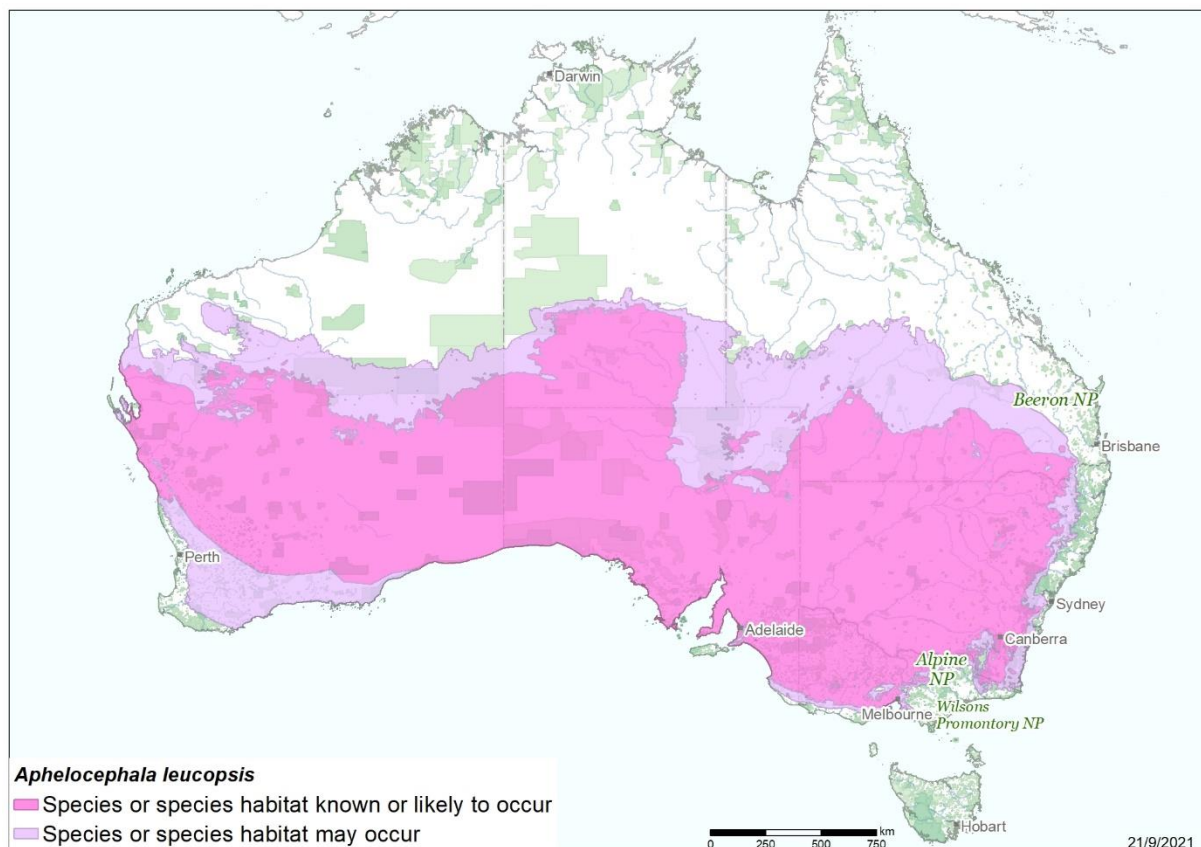 Darwin
Beeron NP
Brisbane
Perth
Sydney
Adelaide
Canberra
Alpine
NP
Melbourne
Wilsons
Promontory NP
Aphelocephala leucopsis
Species or species habitat known or likely to occur
Species or species habitat may occur
km
0 250 500 750
Hobart
21/9/2021